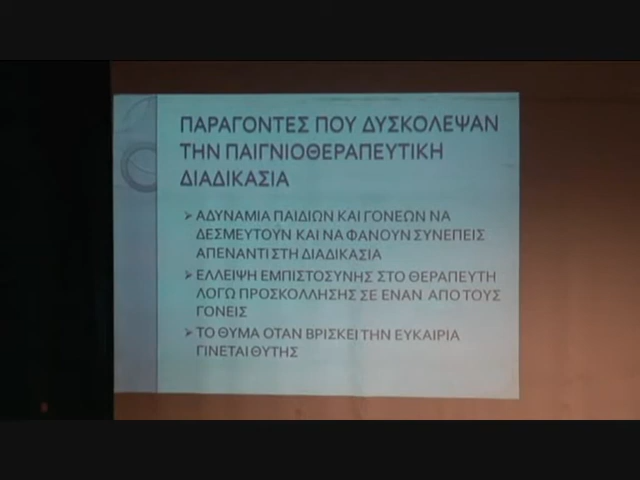 ΠΑΡΑΓΟΝΤΕΣ ΠΟΥ ΔΥΣΚΟΛΕΨΑΝ
ΤΗΝ ΠΑΙΓΝΙΟΘΕΡΑΠΕΥΤΙΚΗ
ΔΙΑΔΙΚΑΣΙΑ
➢ ΑΔΥΝΑΜΙΑ ΠΑΙΔΙΩΝ ΚΑΙ ΓΟΝΕΩΝ ΝΑ
ΔΕΣΜΕΥΤΟΥΝ ΚΑΙ ΝΑ ΦΑΝΟΥΝ ΣΥΝΕΠΕΙΣ
ΑΠΕΝΑΝΤΙ ΣΤΗ ΔΙΑΔΙΚΑΣΙΑ
➢ ΕΛΛΕΙΨΗ ΕΜΠΙΣΤΟΣΥΝΗΣ ΣΤΟ ΘΕΡΑΠΕΥΤΗ
ΛΟΓΩ ΠΡΟΣΚΟΛΛΗΣΗΣ ΣΕ ΕΝΑΝ ΑΠΟ ΤΟΥΣ
ΓΟΝΕΙΣ
➢ ΤΟ ΘΥΜΑ ΟΤΑΝ ΒΡΙΣΚΕΙ ΤΗΝ ΕΥΚΑΙΡΙΑ
ΓΙΝΕΤΑΙ ΘΥΤΗΣ